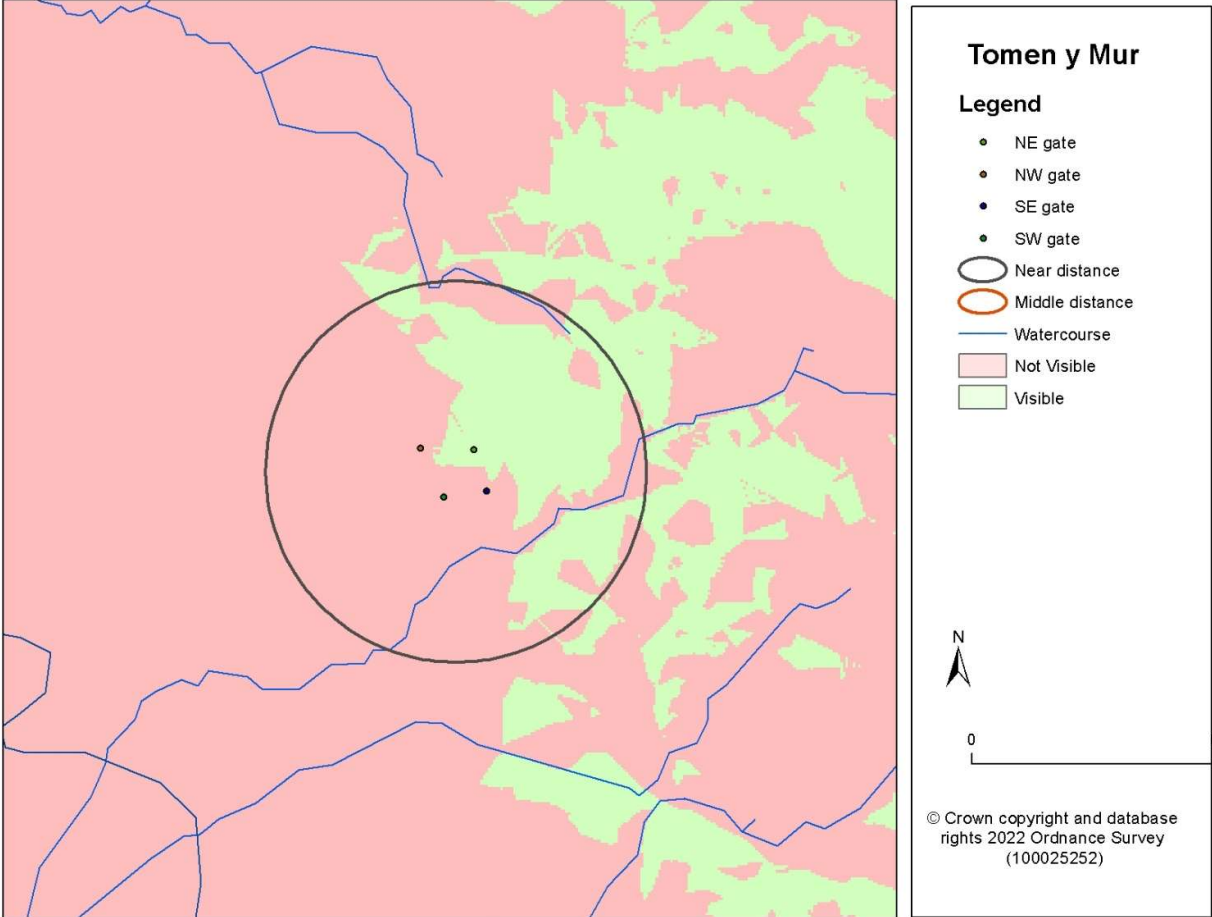 Tomen y Mur
Legend
NE gate
NW gate
SE gate
SW gate
Near distance
Middle distance
Watercourse
Not Visible
Visible
N
0
© Crown copyright and database
rights 2022 Ordnance Survey
(100025252)